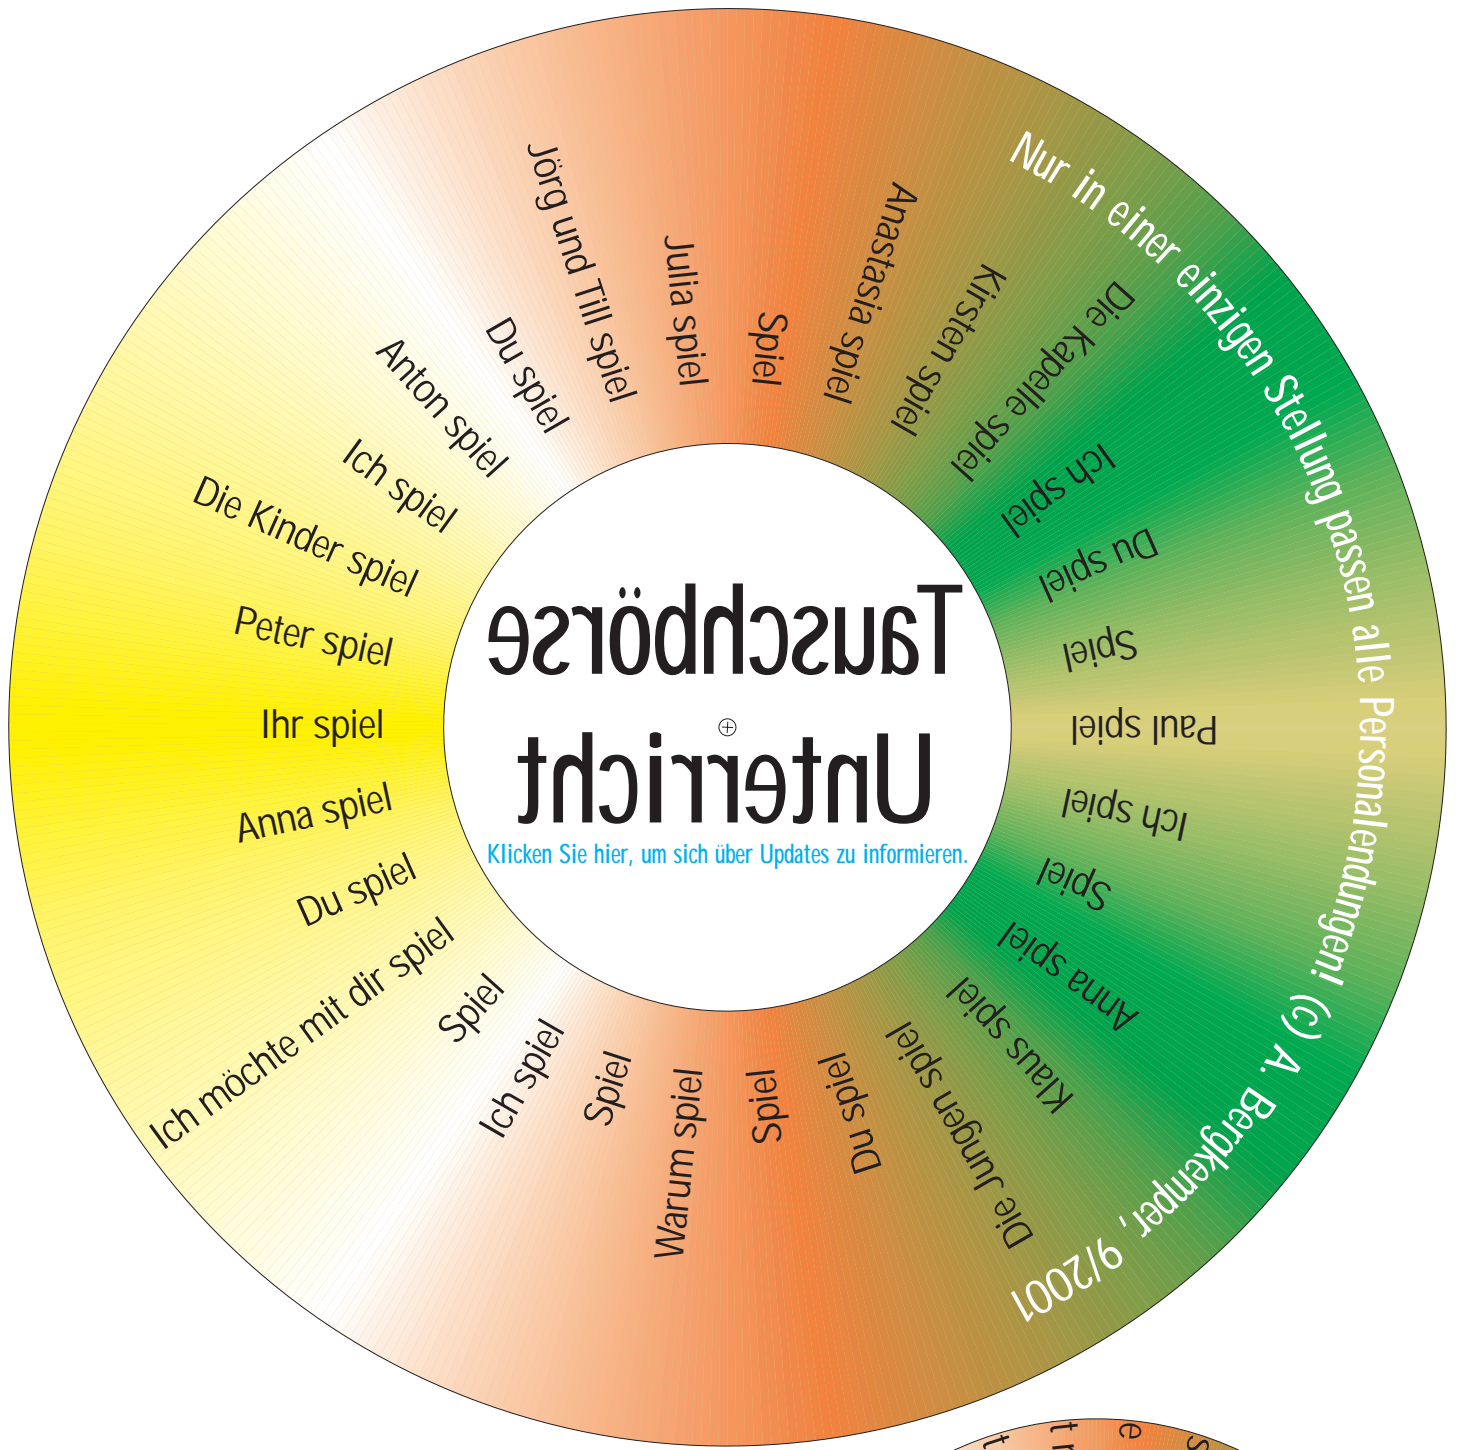 Tauschbörse
Unterricht
Klicken Sie hier, um sich über Updates zu informieren.
Nur in einer einzigen Stellung passen alle Personalendungen! (c) A. Bergkemper, 9/2001
Spiel
Anastasia spiel
Kirsten spiel
Die Kapelle spiel
Ich spiel
Du spiel
Spiel
Paul spiel
Ich spiel
Spiel
Anna spiel
Klaus spiel
Die Jungen spiel
Du spiel
Spiel
Warum spiel
Spiel
Ich spiel
Spiel
Ich möchte mit dir spiel
Du spiel
Anna spiel
Ihr spiel
Peter spiel
Die Kinder spiel
Ich spiel
Anton spiel
Du spiel
Jörg und Till spiel
Julia spiel
t
t
e